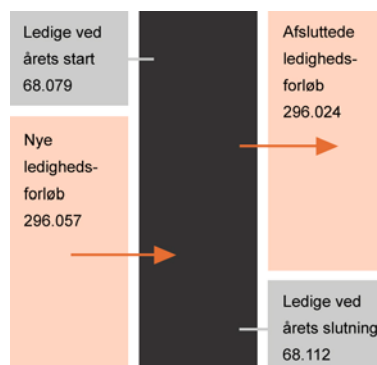 Ledige ved
årets start
68.079
Nye
ledigheds-
forløb
296.057
Afsluttede
ledigheds-
forløb
296.024
Ledige ved
årets slutning
68.112